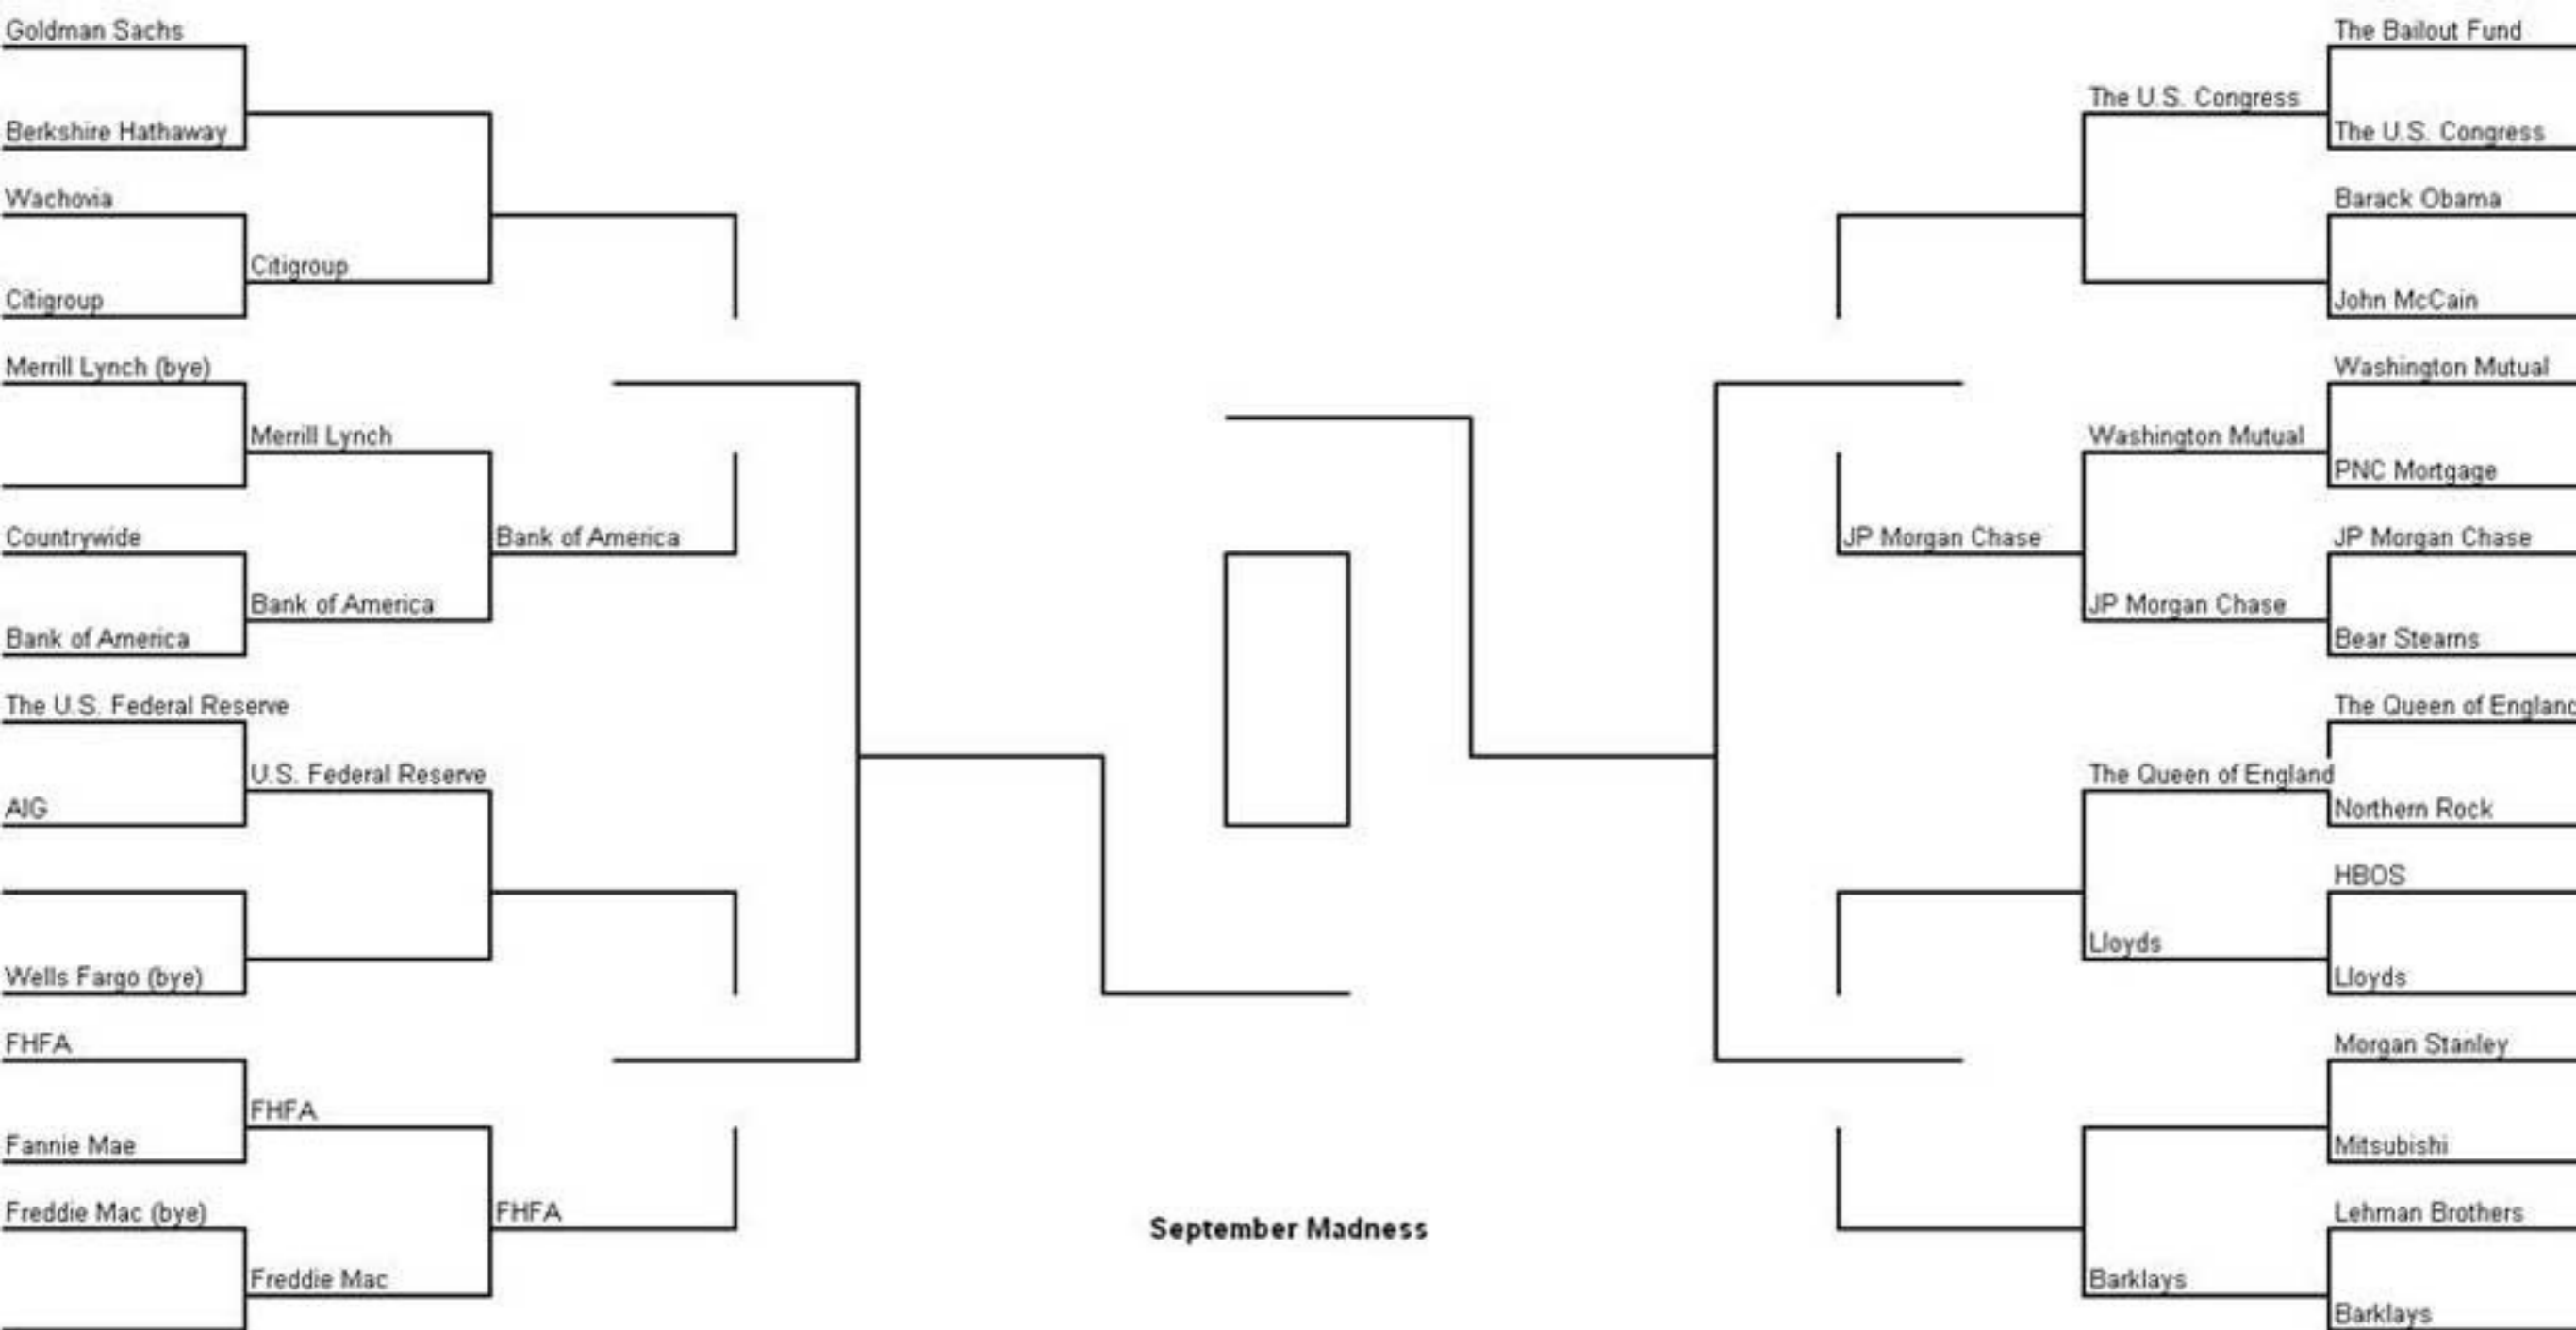 Goldman Sachs
Berkshire Hathaway
Wachovia
Citigroup
Citigroup
Merrill Lynch (bye)
Merrill Lynch
Countrywide
Bank of America
Bank of America
Bank of America
The U.S. Federal Reserve
U.S. Federal Reserve
AIG
Wells Fargo (bye)
FHFA
FHFA
Fannie Mae
Freddie Mac (bye)
FHFA
Freddie Mac
September Madness
The Bailout Fund
The U.S. Congress
The U.S. Congress
Barack Obama
John McCain
Washington Mutual
Washington Mutual
PNC Mortgage
JP Morgan Chase
JP Morgan Chase
JP Morgan Chase
Bear Stearns
The Queen of England
The Queen of England
Northern Rock
HBOS
Lloyds
Lloyds
Morgan Stanley
Mitsubishi
Lehman Brothers
Barklays
Barklays